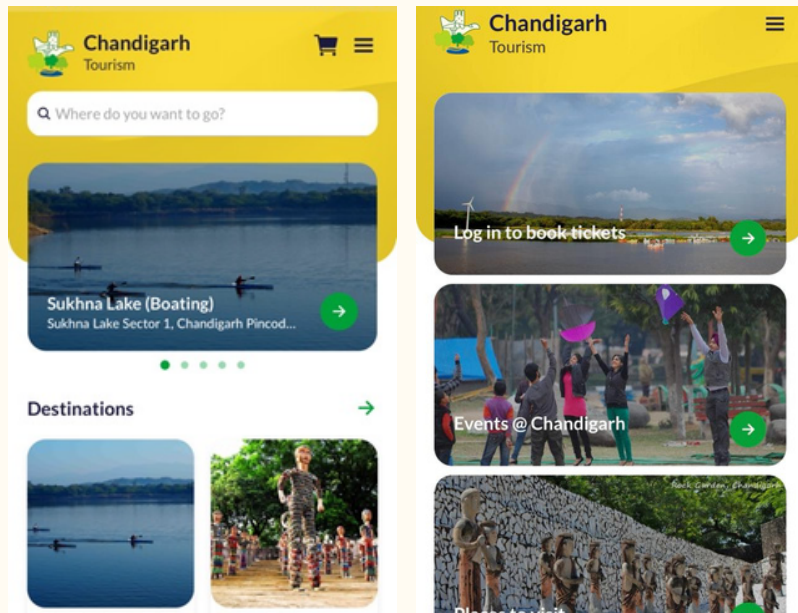 Chandigarh
Tourism
Where do you want to go?
Sukhna Lake (Boating)
Sukhna Lake Sector 1, Chandigarh Pincod...
Destinations
Chandigarh
Tourism
Log in to book tickets
Events @ Chandigarh
Rock Garden, Chandigarh
Places to visit